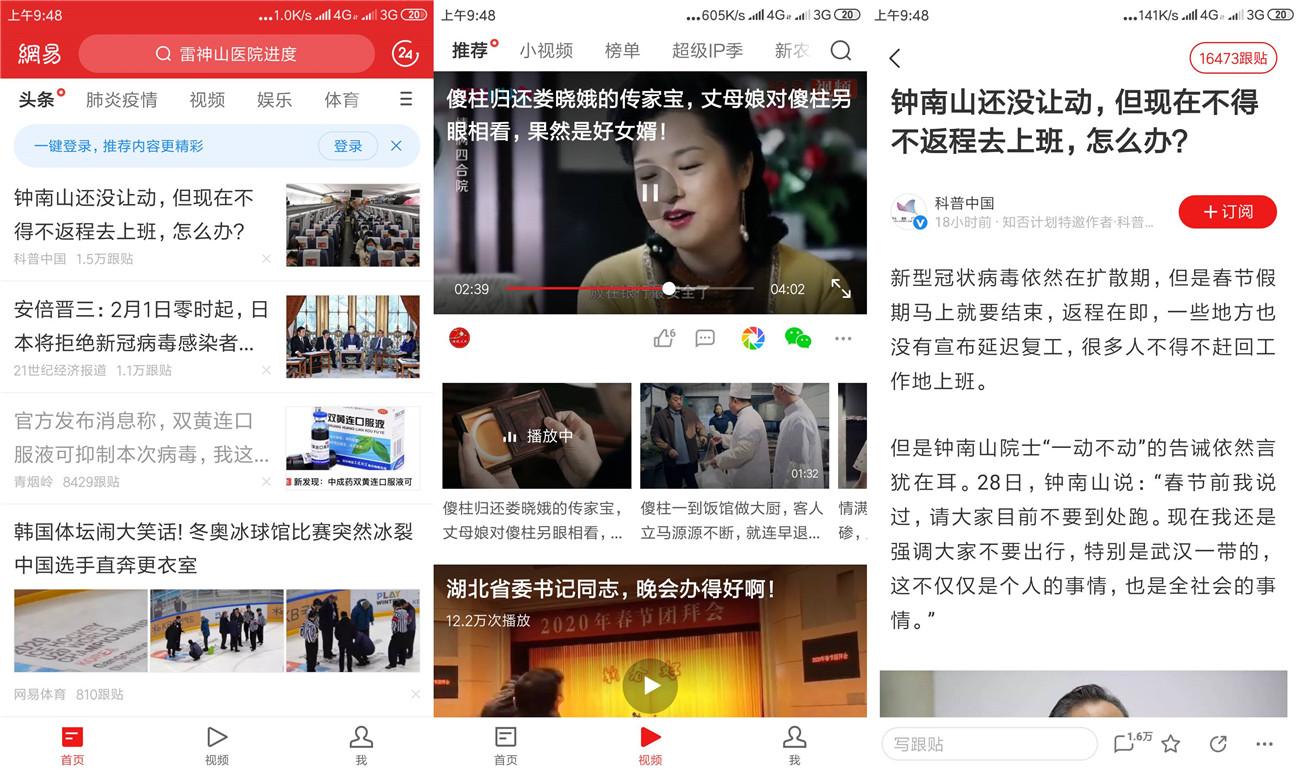 上午9:48
...1.0K/s 4G 3G 20
網易
雷神山医院进度
24
头条 肺炎疫情 视频 娱乐 体育
一键登录，推荐内容更精彩
登录
钟南山还没让动，但现在不
得不返程去上班，怎么办？
科普中国 1.5万跟贴
安倍晋三：2月1日零时起，日
本将拒绝新冠病毒感染者...
21世纪经济报道 1.1万跟贴
官方发布消息称，双黄连口
服液可抑制本次病毒，我这...
青烟岭 8429跟贴
双黄连口服液
新发现：中成药双黄连口服液可
韩国体坛闹大笑话！冬奥冰球馆比赛突然冰裂
中国选手直奔更衣室
PLAY
WINTER
网易体育 810跟贴
首页 视频 我
上午9:48
...605K/s 4G 3G 20
推荐 小视频 榜单 超级IP季 新农
傻柱归还娄晓娥的传家宝，丈母娘对傻柱另
眼相看，果然是好女婿！
情满四合院
02:39
04:02
6
播放中
01:32
傻柱归还娄晓娥的传家宝，
丈母娘对傻柱另眼相看，...
傻柱一到饭馆做大厨，客人
立马源源不断，就连早退...
情满
碜，
湖北省委书记同志，晚会办得好啊！
12.2万次播放
2020年春节团拜会
首页 视频 我
上午9:48
...141K/s 4G 3G 20
16473跟贴
钟南山还没让动，但现在不得
不返程去上班，怎么办？
科普中国
18小时前 · 知否计划特邀作者·科普...
＋订阅
新型冠状病毒依然在扩散期，但是春节假
期马上就要结束，返程在即，一些地方也
没有宣布延迟复工，很多人不得不赶回工
作地上班。
但是钟南山院士“一动不动”的告诫依然言
犹在耳。28日，钟南山说：“春节前我说
过，请大家目前不要到处跑。现在我还是
强调大家不要出行，特别是武汉一带的，
这不仅仅是个人的事情，也是全社会的事
情。”
写跟贴
1.6万